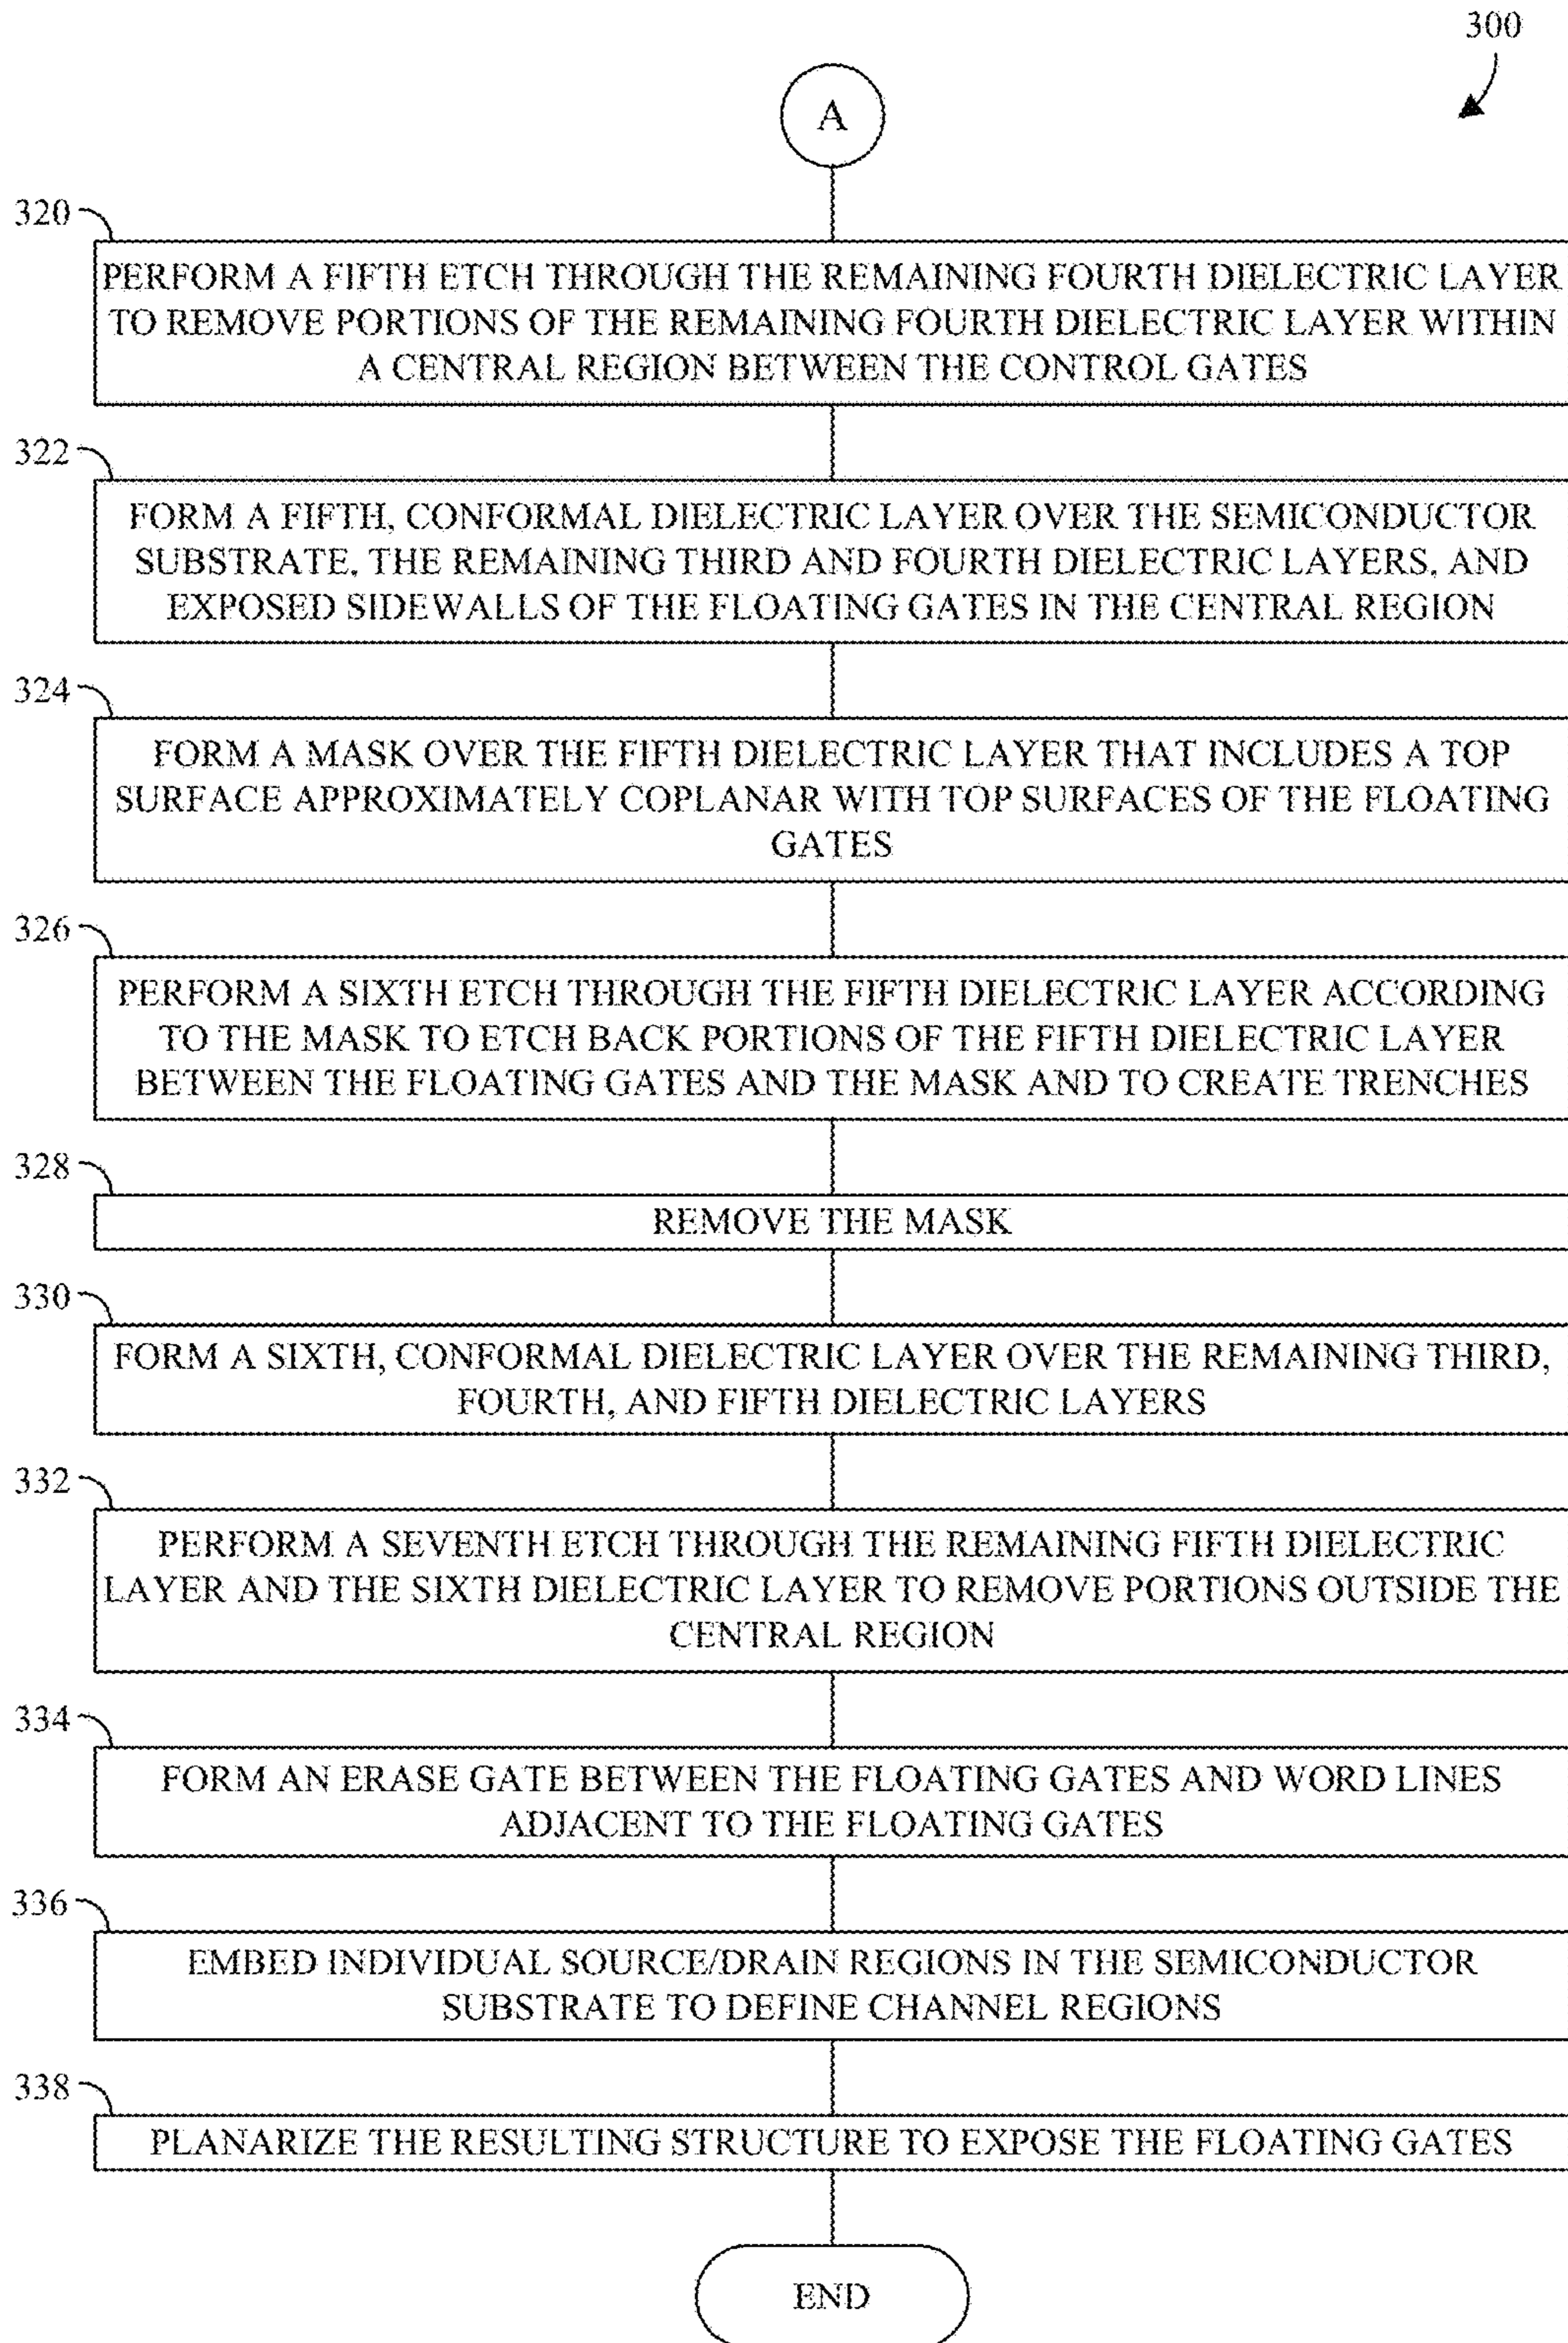 300
A
320
PERFORM A FIFTH ETCH THROUGH THE REMAINING FOURTH DIELECTRIC LAYER
TO REMOVE PORTIONS OF THE REMAINING FOURTH DIELECTRIC LAYER WITHIN
A CENTRAL REGION BETWEEN THE CONTROL GATES
322
FORM A FIFTH, CONFORMAL DIELECTRIC LAYER OVER THE SEMICONDUCTOR
SUBSTRATE, THE REMAINING THIRD AND FOURTH DIELECTRIC LAYERS, AND
EXPOSED SIDEWALLS OF THE FLOATING GATES IN THE CENTRAL REGION
324
FORM A MASK OVER THE FIFTH DIELECTRIC LAYER THAT INCLUDES A TOP
SURFACE APPROXIMATELY COPLANAR WITH TOP SURFACES OF THE FLOATING
GATES
326
PERFORM A SIXTH ETCH THROUGH THE FIFTH DIELECTRIC LAYER ACCORDING
TO THE MASK TO ETCH BACK PORTIONS OF THE FIFTH DIELECTRIC LAYER
BETWEEN THE FLOATING GATES AND THE MASK AND TO CREATE TRENCHES
328
REMOVE THE MASK
330
FORM A SIXTH, CONFORMAL DIELECTRIC LAYER OVER THE REMAINING THIRD,
FOURTH, AND FIFTH DIELECTRIC LAYERS
332
PERFORM A SEVENTH ETCH THROUGH THE REMAINING FIFTH DIELECTRIC
LAYER AND THE SIXTH DIELECTRIC LAYER TO REMOVE PORTIONS OUTSIDE THE
CENTRAL REGION
334
FORM AN ERASE GATE BETWEEN THE FLOATING GATES AND WORD LINES
ADJACENT TO THE FLOATING GATES
336
EMBED INDIVIDUAL SOURCE/DRAIN REGIONS IN THE SEMICONDUCTOR
SUBSTRATE TO DEFINE CHANNEL REGIONS
338
PLANARIZE THE RESULTING STRUCTURE TO EXPOSE THE FLOATING GATES
END